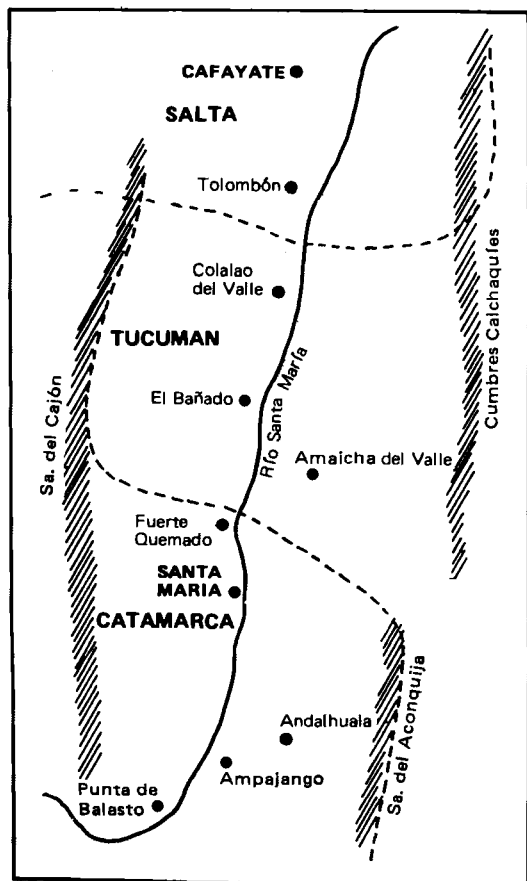 CAFAYATE
SALTA
Tolombón
Colalao
del Valle
TUCUMAN
Cumbres Calchaquíes
Río Santa María
Sa. del Cajón
El Bañado
Amaicha del Valle
Fuerte
Quemado
SANTA
MARIA
CATAMARCA
Andalhuala
Sa. del Aconquija
Ampajango
Punta de
Balasto